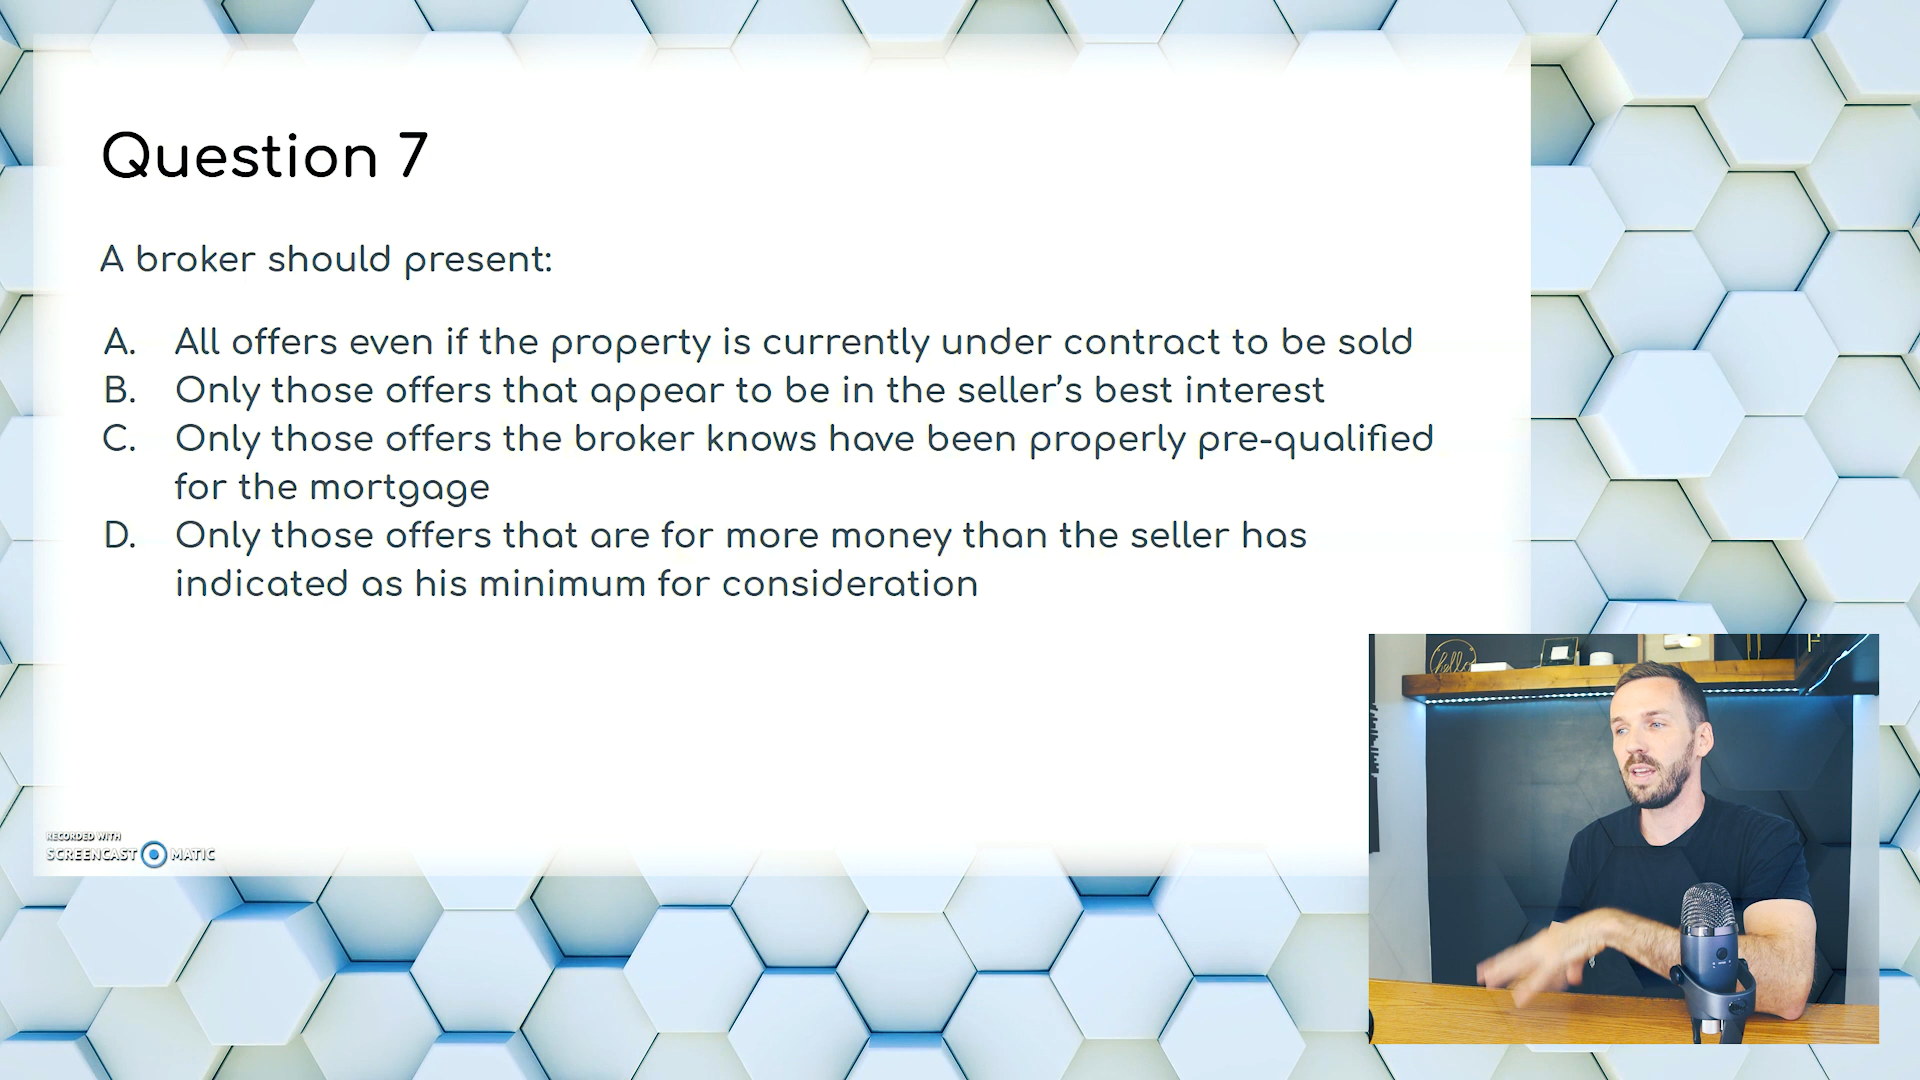 Question 7
A broker should present:
A. All offers even if the property is currently under contract to be sold
B. Only those offers that appear to be in the seller’s best interest
C. Only those offers the broker knows have been properly pre-qualified
for the mortgage
D. Only those offers that are for more money than the seller has
indicated as his minimum for consideration
RECORDED WITH
SCREENCAST MATIC
hello